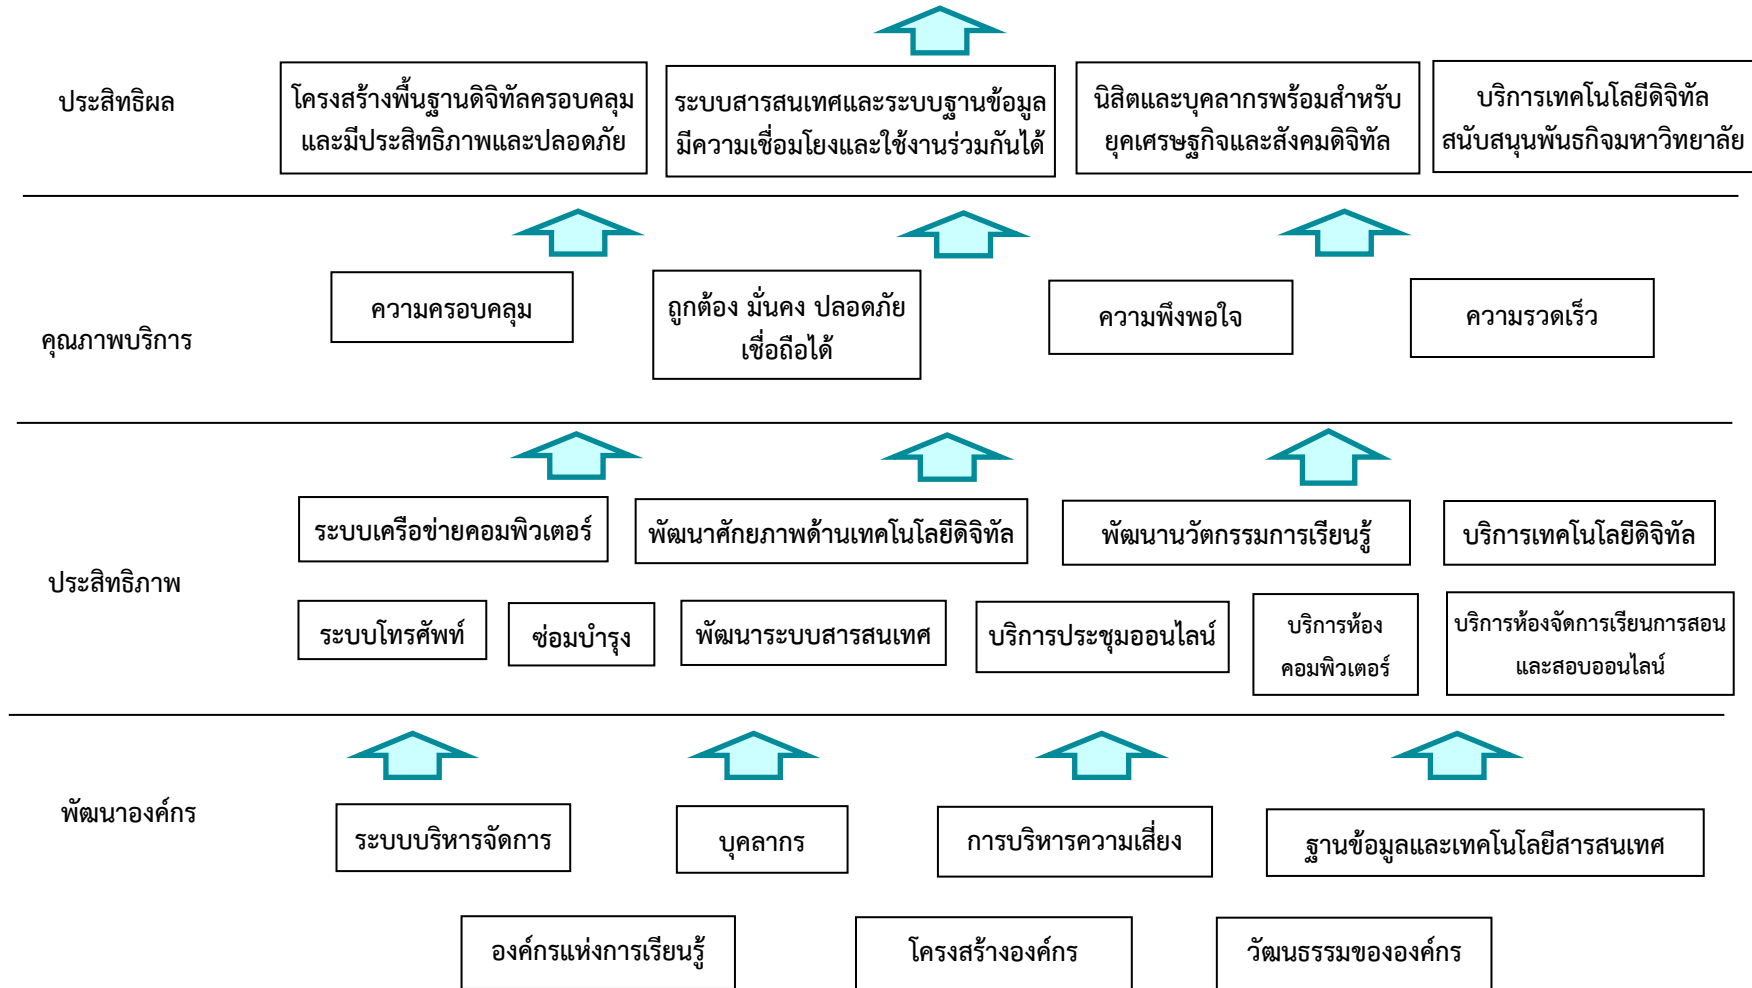 ประสิทธิผล
โครงสร้างพื้นฐานดิจิทัลครอบคลุม
และมีประสิทธิภาพและปลอดภัย
ระบบสารสนเทศและระบบฐานข้อมูล
มีความเชื่อมโยงและใช้งานร่วมกันได้
นิสิตและบุคลากรพร้อมสำหรับ
ยุคเศรษฐกิจและสังคมดิจิทัล
บริการเทคโนโลยีดิจิทัล
สนับสนุนพันธกิจมหาวิทยาลัย
คุณภาพบริการ
ความครอบคลุม
ถูกต้อง มั่นคง ปลอดภัย
เชื่อถือได้
ความพึงพอใจ
ความรวดเร็ว
ประสิทธิภาพ
ระบบเครือข่ายคอมพิวเตอร์
พัฒนาศักยภาพด้านเทคโนโลยีดิจิทัล
พัฒนานวัตกรรมการเรียนรู้
บริการเทคโนโลยีดิจิทัล
ระบบโทรศัพท์
ซ่อมบำรุง
พัฒนาระบบสารสนเทศ
บริการประชุมออนไลน์
บริการห้อง
คอมพิวเตอร์
บริการห้องจัดการเรียนการสอน
และสอบออนไลน์
พัฒนาองค์กร
ระบบบริหารจัดการ
บุคลากร
การบริหารความเสี่ยง
ฐานข้อมูลและเทคโนโลยีสารสนเทศ
องค์กรแห่งการเรียนรู้
โครงสร้างองค์กร
วัฒนธรรมขององค์กร